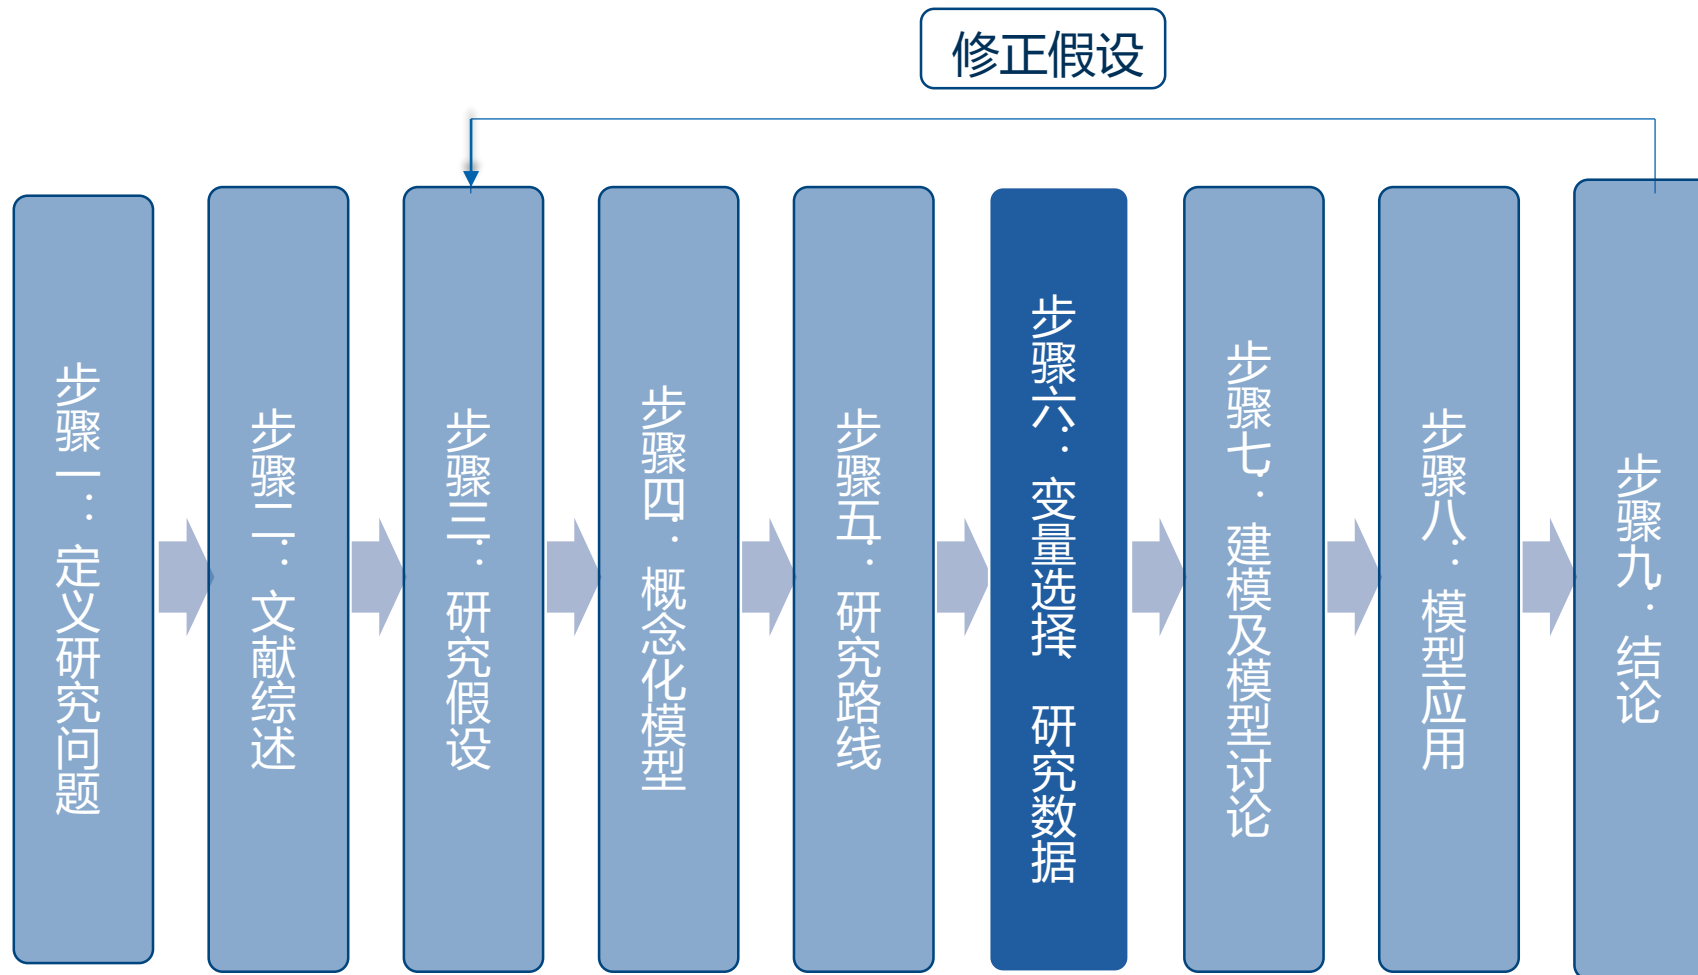 修正假设
步骤一：定义研究问题
步骤二：文献综述
步骤三：研究假设
步骤四：概念化模型
步骤五：研究路线
步骤六：变量选择、研究数据
步骤七：建模及模型讨论
步骤八：模型应用
步骤九：结论